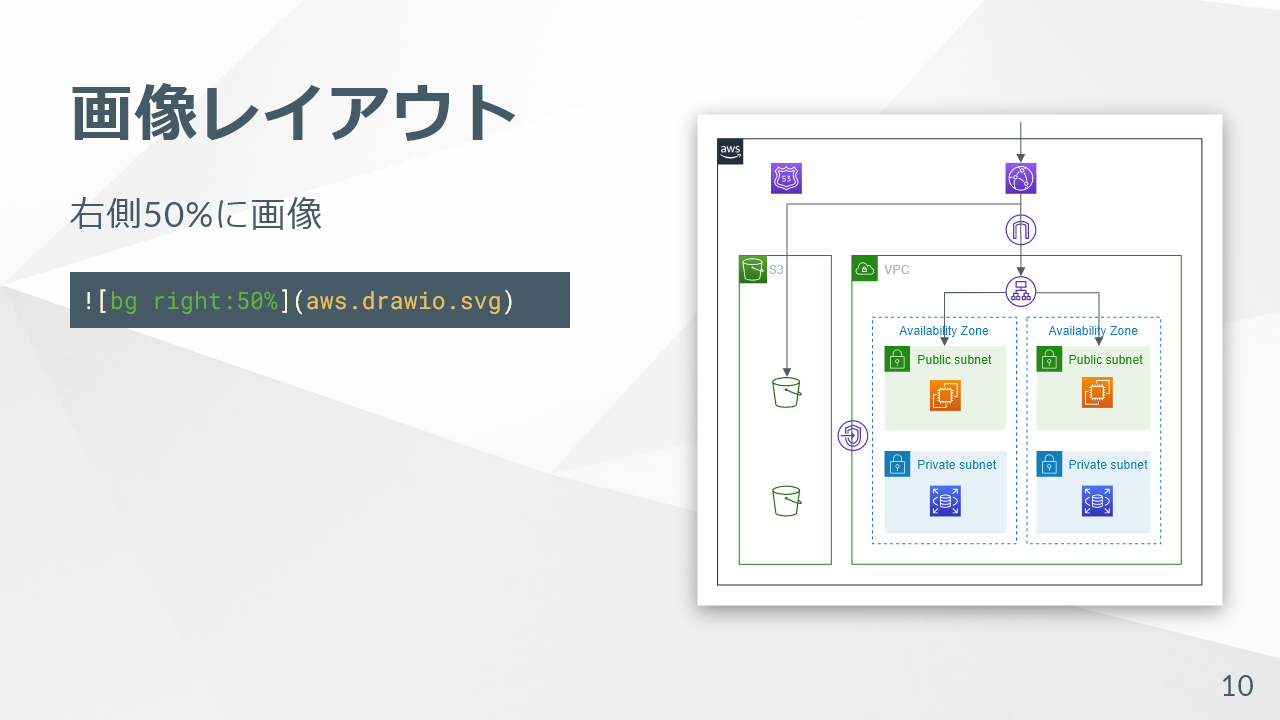 画像レイアウト
右側50%に画像
![bg right:50%](aws.drawio.svg)
aws
53
S3
VPC
Availability Zone
Availability Zone
Public subnet
Public subnet
Private subnet
Private subnet
10